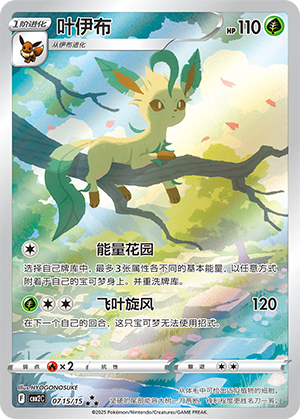 1阶进化 叶伊布 HP 110
从伊布进化
能量花园
选择自己牌库中,最多3张属性各不同的基本能量,以任意方式
附着于自己的宝可梦身上。并重洗牌库。
飞叶旋风 120
在下一个自己的回合,这只宝可梦无法使用招式。
弱点 ×2 抗性 撤退
Illus. HYOGONOSUKE
F CSV2C 0715/15
©2025 Pokémon/Nintendo/Creatures/GAME FREAK.